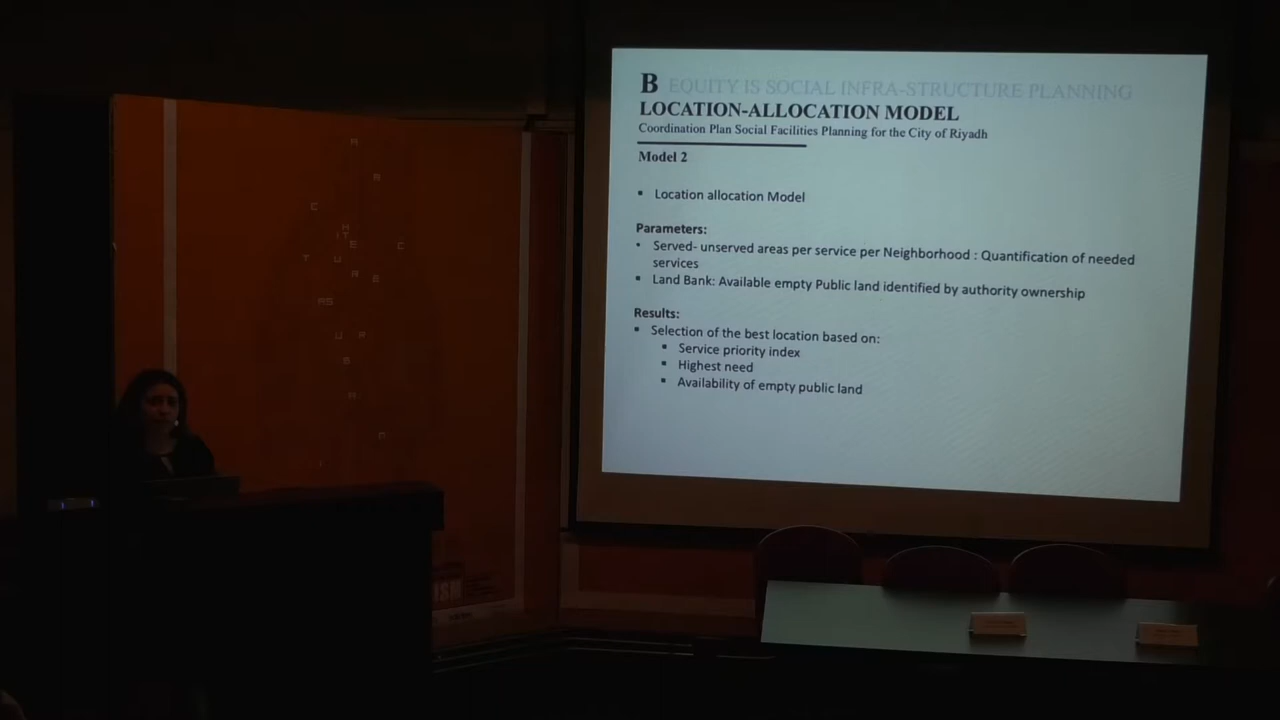 B EQUITY IS SOCIAL INFRA-STRUCTURE PLANNING
LOCATION-ALLOCATION MODEL
Coordination Plan Social Facilities Planning for the City of Riyadh
Model 2
▪ Location allocation Model
Parameters:
• Served- unserved areas per service per Neighborhood : Quantification of needed
services
▪ Land Bank: Available empty Public land identified by authority ownership
Results:
▪ Selection of the best location based on:
▪ Service priority index
▪ Highest need
▪ Availability of empty public land